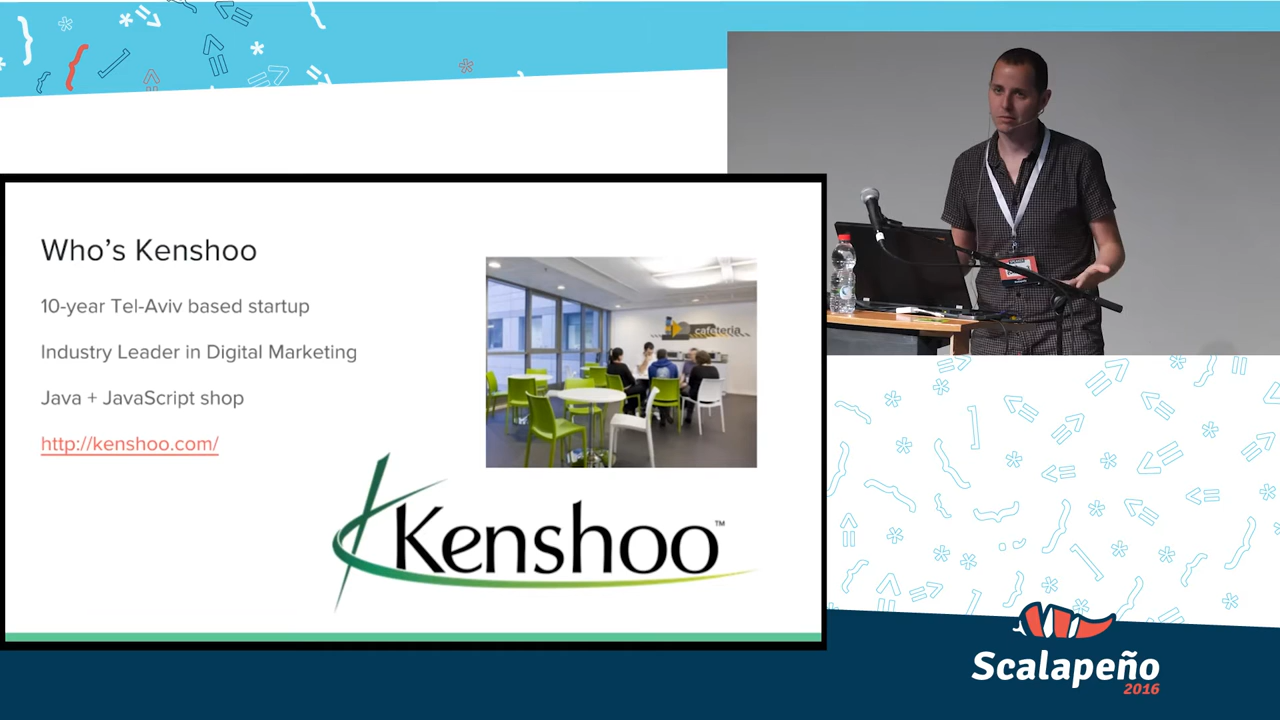 Who's Kenshoo
10-year Tel-Aviv based startup
Industry Leader in Digital Marketing
Java + JavaScript shop
http://kenshoo.com/
cafeteria
Kenshoo™
Scalapeño
2016